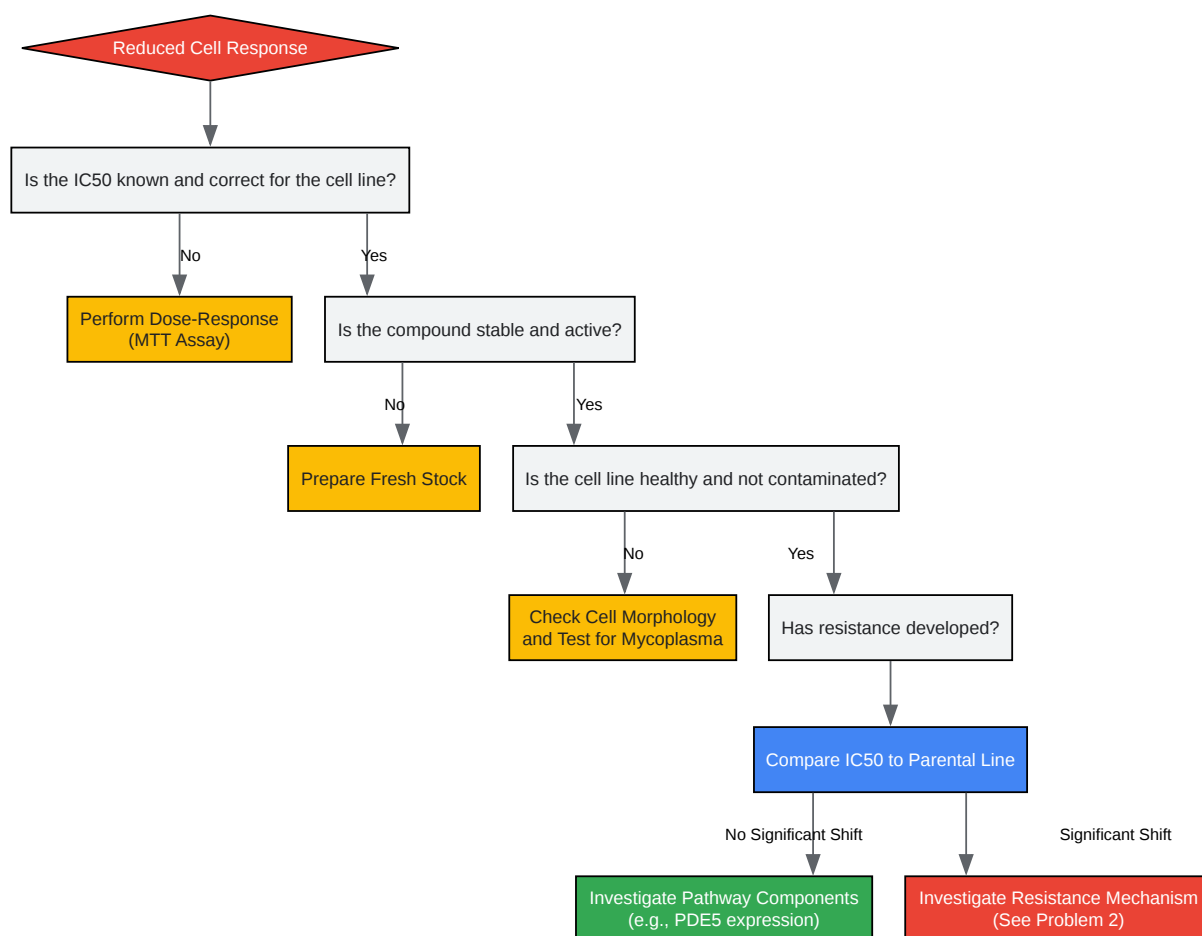 Reduced Cell Response
Is the IC50 known and correct for the cell line?
No
Yes
Perform Dose-Response
(MTT Assay)
Is the compound stable and active?
No
Yes
Prepare Fresh Stock
Is the cell line healthy and not contaminated?
No
Yes
Check Cell Morphology
and Test for Mycoplasma
Has resistance developed?
Compare IC50 to Parental Line
No Significant Shift
Significant Shift
Investigate Pathway Components
(e.g., PDE5 expression)
Investigate Resistance Mechanism
(See Problem 2)